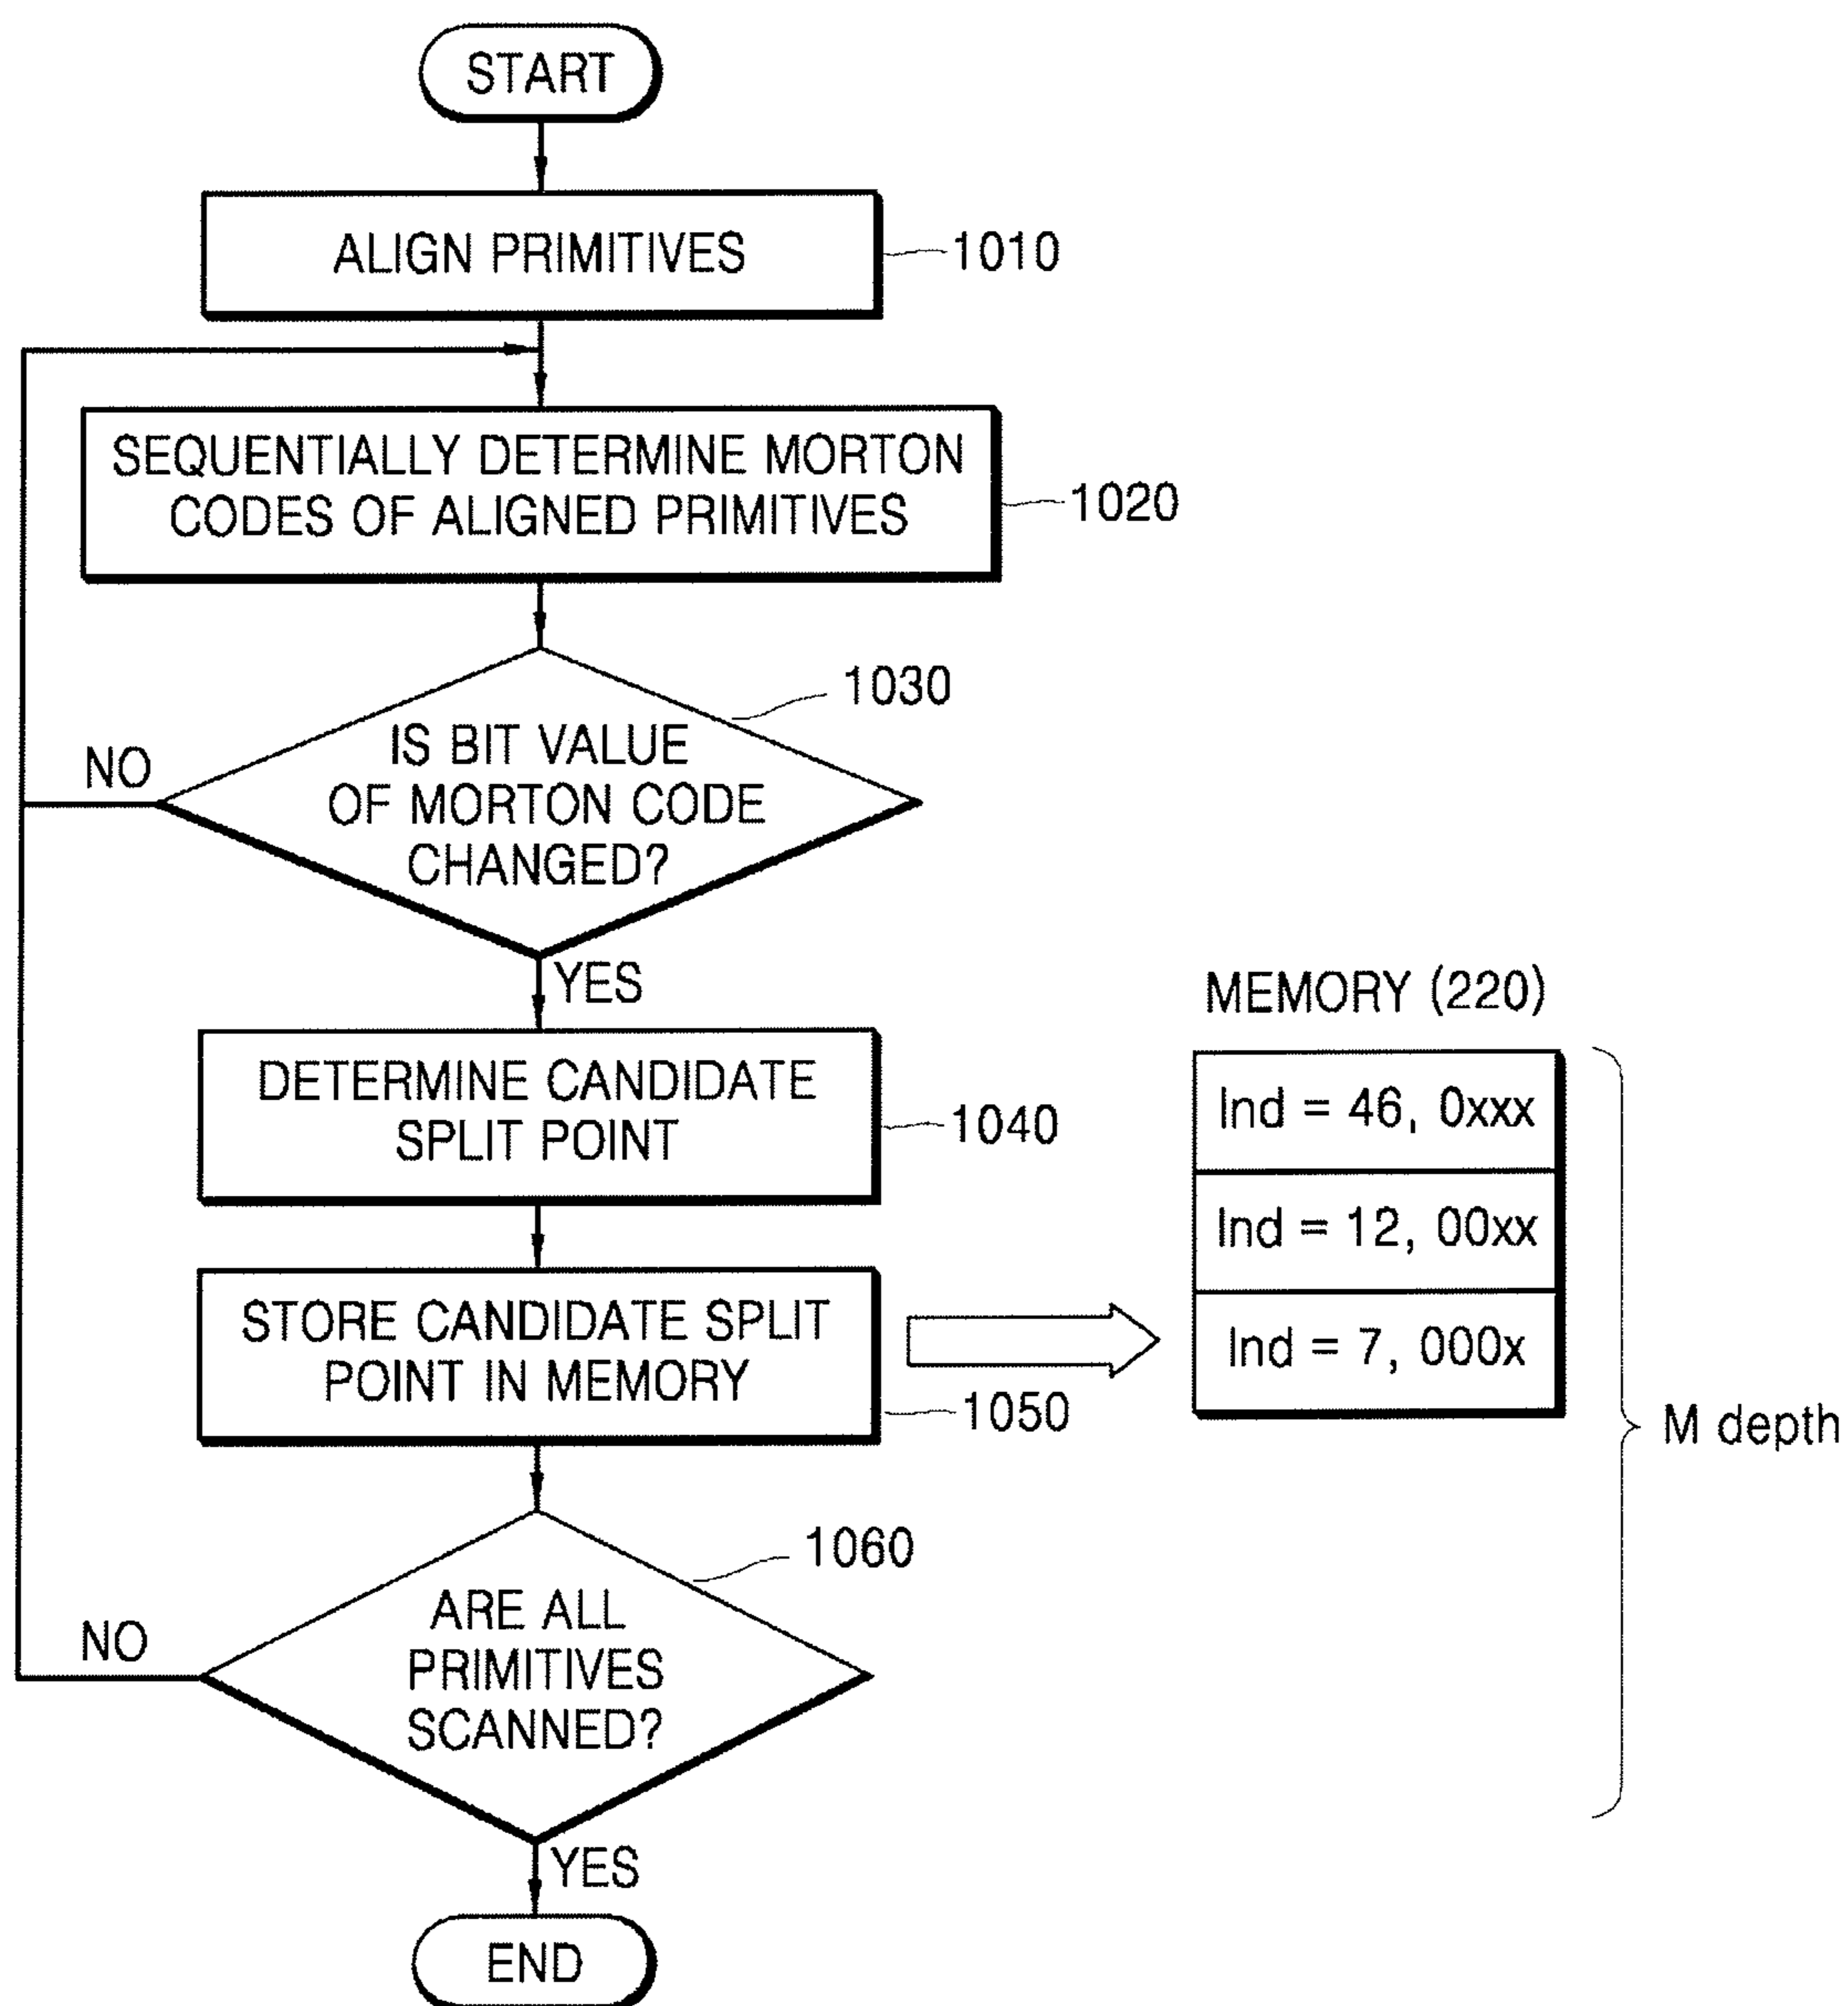 START
ALIGN PRIMITIVES
1010
SEQUENTIALLY DETERMINE MORTON
CODES OF ALIGNED PRIMITIVES
1020
1030
IS BIT VALUE
OF MORTON CODE
CHANGED?
NO
YES
DETERMINE CANDIDATE
SPLIT POINT
1040
STORE CANDIDATE SPLIT
POINT IN MEMORY
1050
MEMORY (220)
Ind = 46, 0xxx
Ind = 12, 00xx
Ind = 7, 000x
M depth
1060
ARE ALL
PRIMITIVES
SCANNED?
NO
YES
END